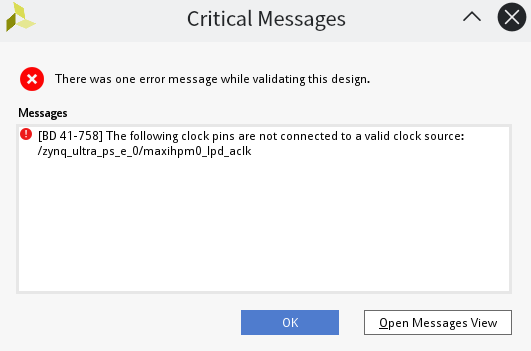 Critical Messages
There was one error message while validating this design.
Messages
[BD 41-758] The following clock pins are not connected to a valid clock source:
/zynq_ultra_ps_e_0/maxihpm0_lpd_aclk
OK
Open Messages View